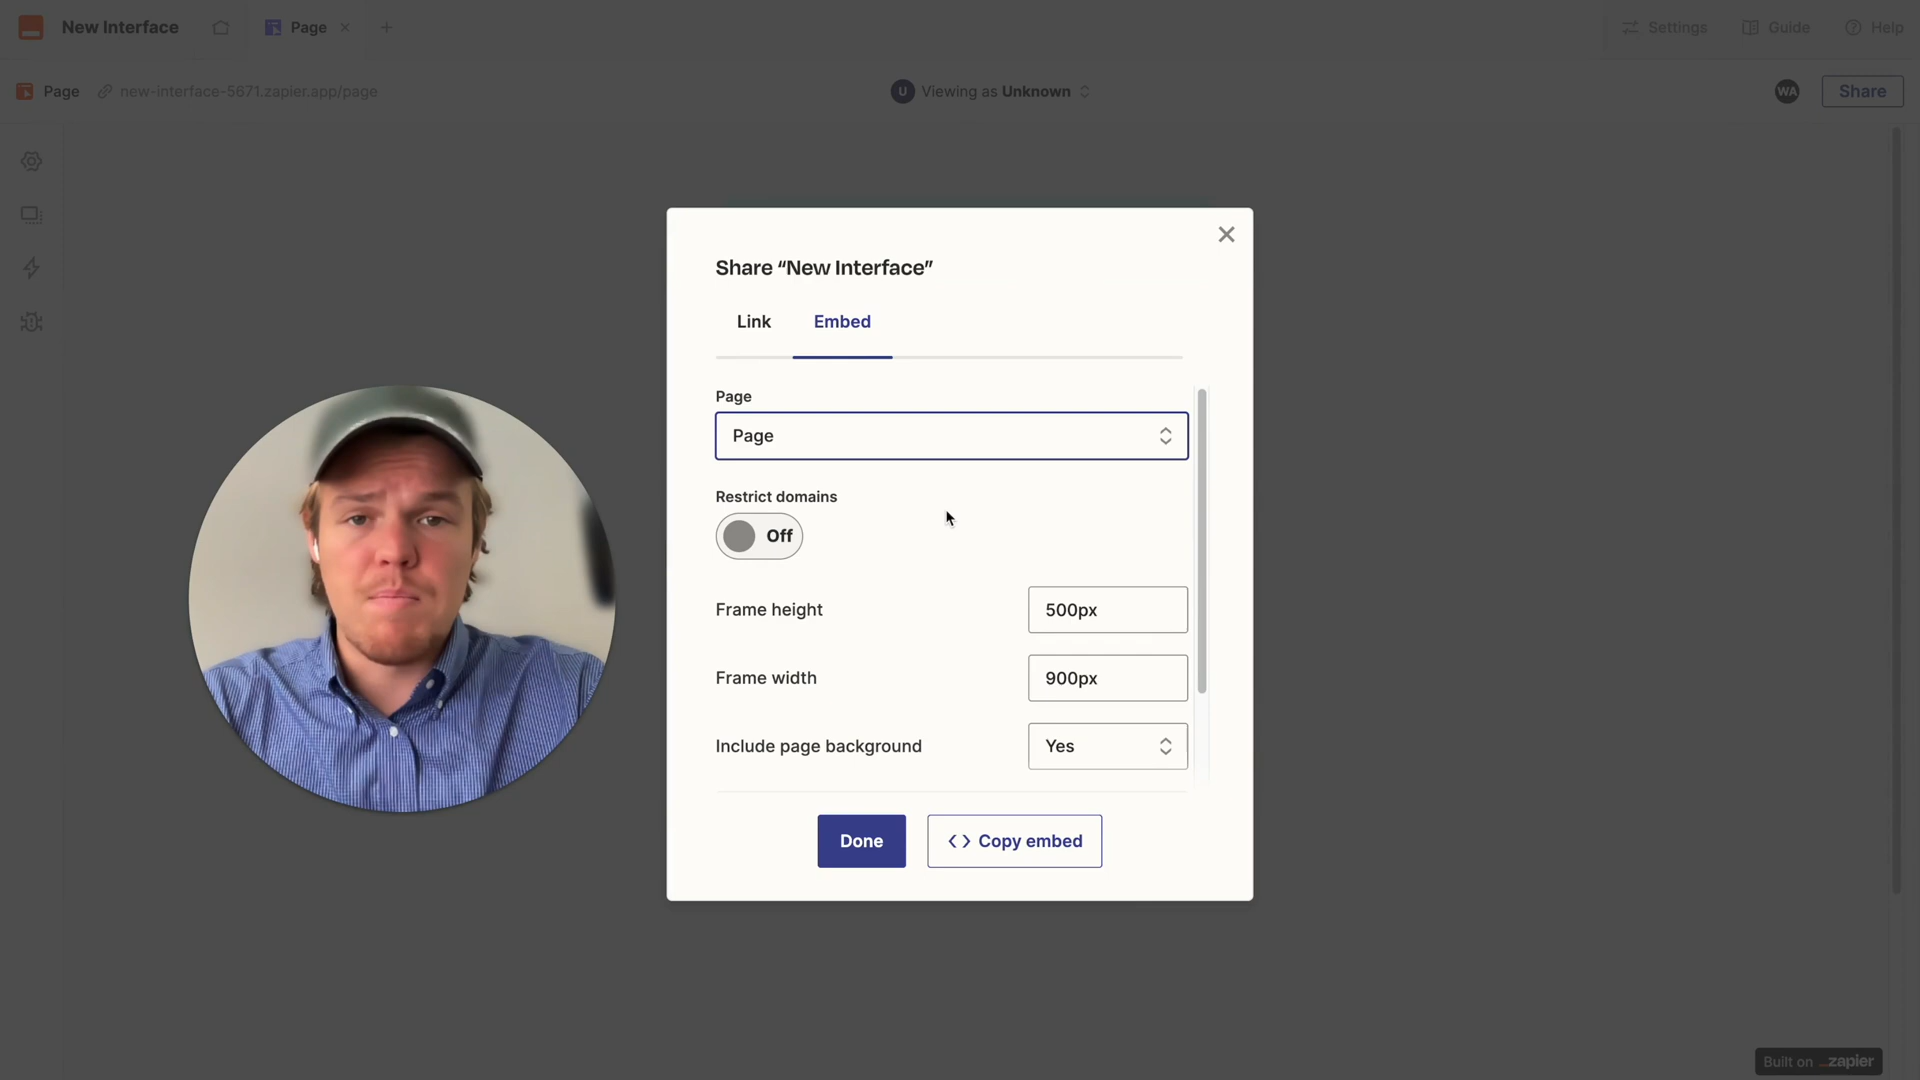 New Interface
Page
Settings
Guide
Help
Page
new-interface-5671.zapier.app/page
U
Viewing as Unknown
WA
Share
Share “New Interface”
Link
Embed
Page
Page
Restrict domains
Off
Frame height
500px
Frame width
900px
Include page background
Yes
Done
Copy embed
Built on zapier